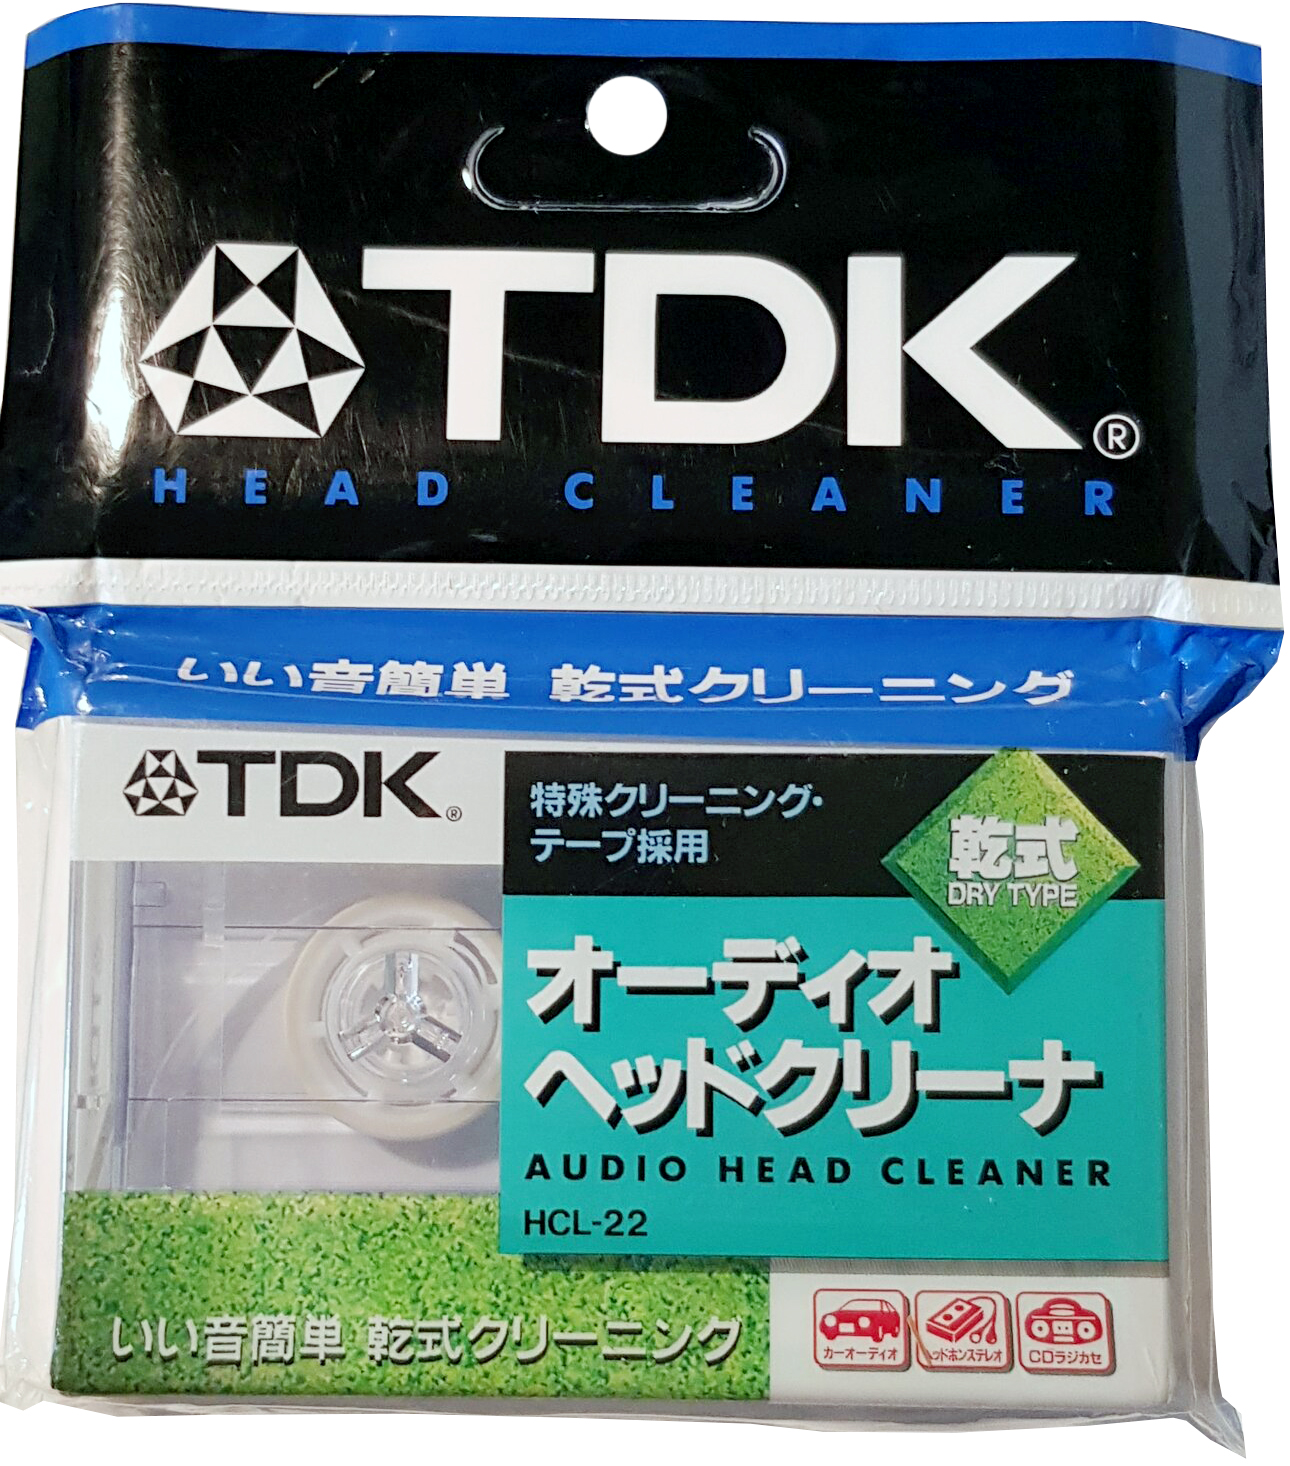 TDK®
HEAD CLEANER
いい音簡単 乾式クリーニング
TDK®
特殊クリーニング・
テープ採用
乾式
DRY TYPE
オーディオ
ヘッドクリーナ
AUDIO HEAD CLEANER
HCL-22
いい音簡単 乾式クリーニング
カーオーディオ
ヘッドホンステレオ
CDラジカセ